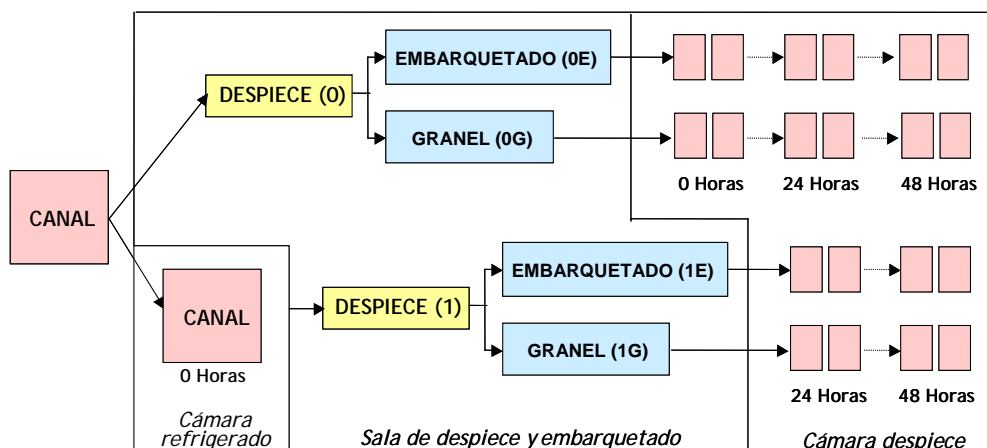 EMBARQUETADO (0E)
DESPIECE (0)
GRANEL (0G)
0 Horas
24 Horas
48 Horas
CANAL
EMBARQUETADO (1E)
CANAL
DESPIECE (1)
GRANEL (1G)
0 Horas
24 Horas
48 Horas
Cámara
refrigerado
Sala de despiece y embarquetado
Cámara despiece